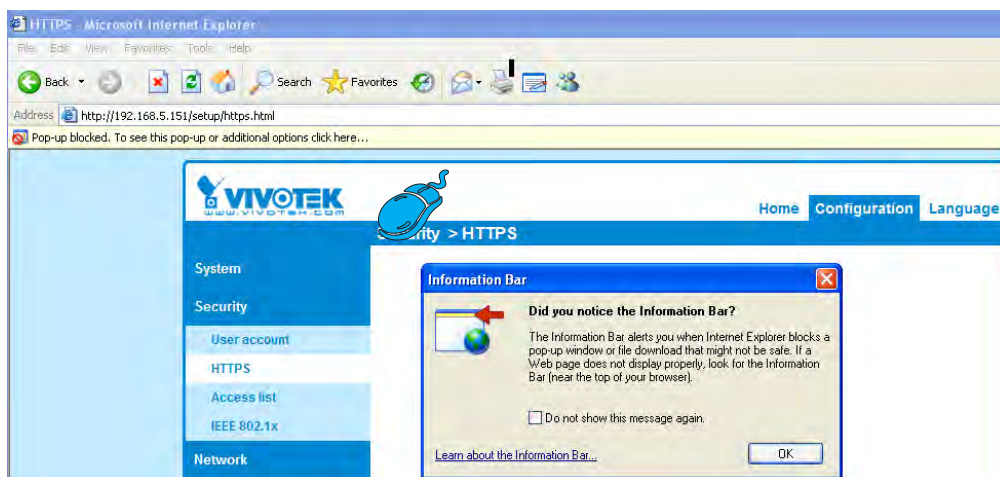 HTTPS - Microsoft Internet Explorer
File Edit View Favorites Tools Help
Back Search Favorites
Address http://192.168.5.151/setup/https.html
Pop-up blocked. To see this pop-up or additional options click here...
VIVOTEK
www.vivotek.com
Home Configuration Language
> HTTPS
System
Security
User account
HTTPS
Access list
IEEE 802.1x
Network
Information Bar
Did you notice the Information Bar?
The Information Bar alerts you when Internet Explorer blocks a
pop-up window or file download that might not be safe. If a
Web page does not display properly, look for the Information
Bar (near the top of your browser).
Do not show this message again.
Learn about the Information Bar...
OK